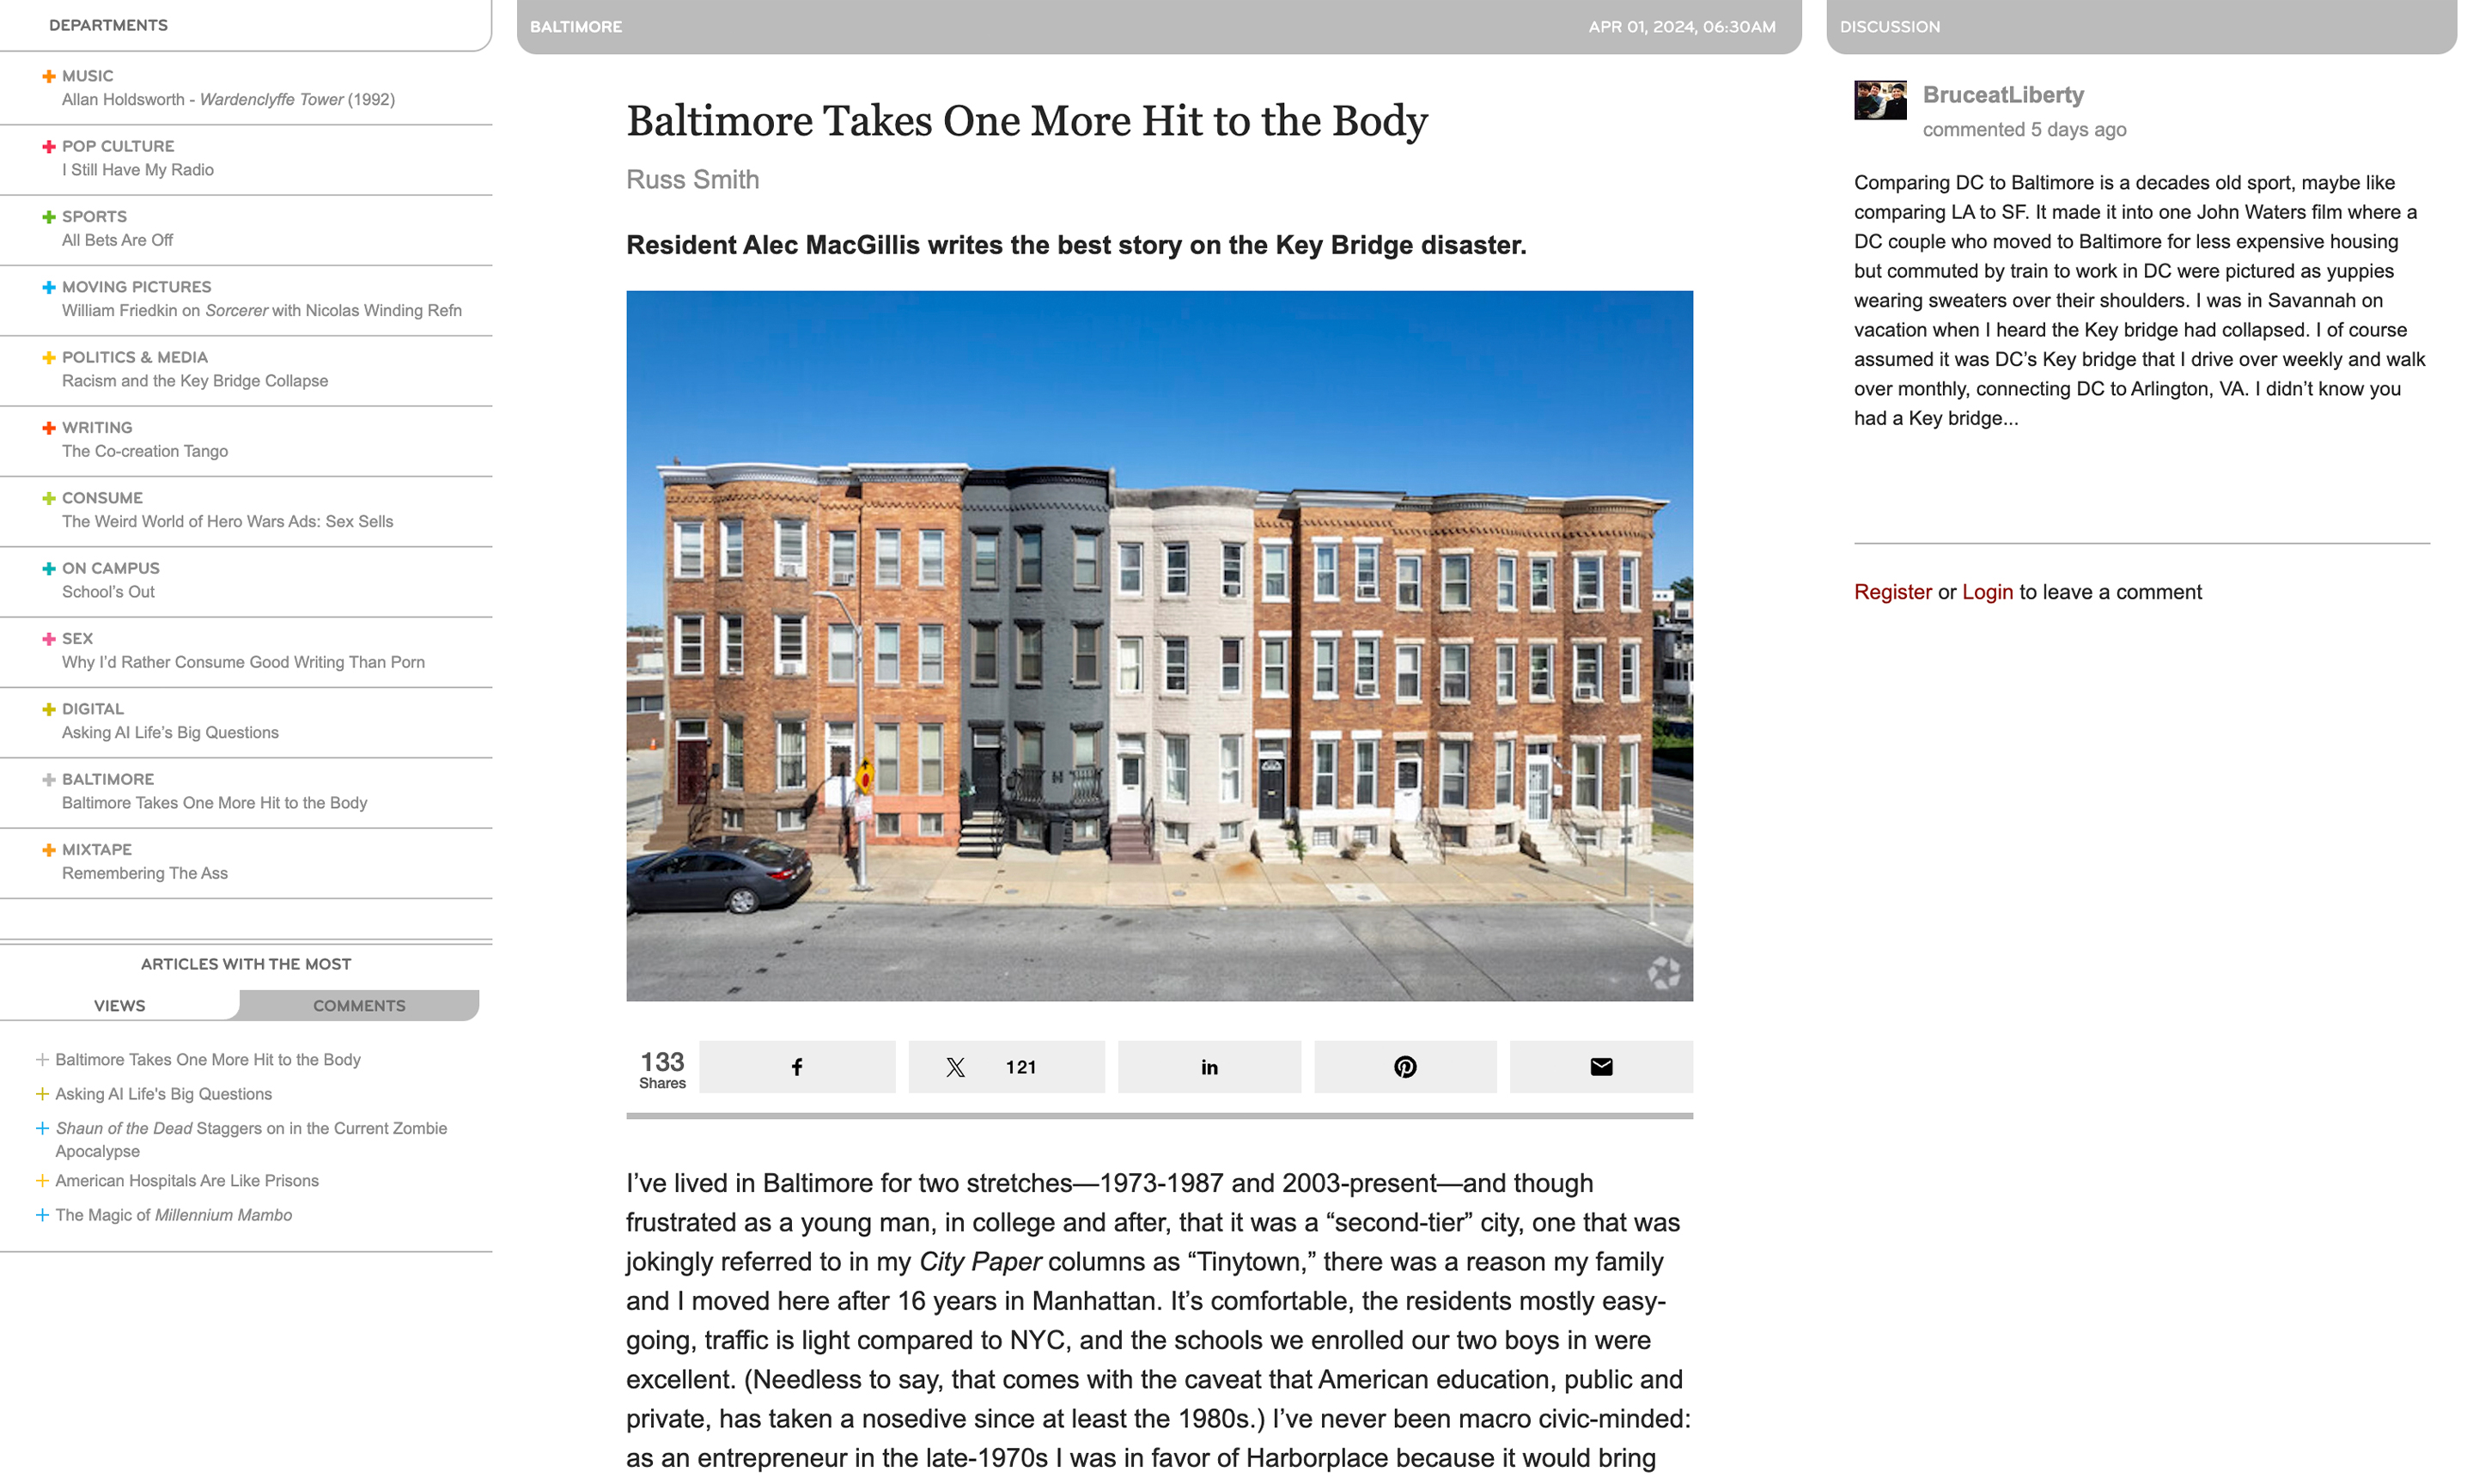 DEPARTMENTS
MUSIC
Allan Holdsworth - Wardenclyffe Tower (1992)
POP CULTURE
I Still Have My Radio
SPORTS
All Bets Are Off
MOVING PICTURES
William Friedkin on Sorcerer with Nicolas Winding Refn
POLITICS & MEDIA
Racism and the Key Bridge Collapse
WRITING
The Co-creation Tango
CONSUME
The Weird World of Hero Wars Ads: Sex Sells
ON CAMPUS
School’s Out
SEX
Why I’d Rather Consume Good Writing Than Porn
DIGITAL
Asking AI Life’s Big Questions
BALTIMORE
Baltimore Takes One More Hit to the Body
MIXTAPE
Remembering The Ass
ARTICLES WITH THE MOST
VIEWS
COMMENTS
Baltimore Takes One More Hit to the Body
Asking AI Life's Big Questions
Shaun of the Dead Staggers on in the Current Zombie
Apocalypse
American Hospitals Are Like Prisons
The Magic of Millennium Mambo
BALTIMORE
APR 01, 2024, 06:30AM
Baltimore Takes One More Hit to the Body
Russ Smith
Resident Alec MacGillis writes the best story on the Key Bridge disaster.
133
Shares
f
X 121
in
I’ve lived in Baltimore for two stretches—1973-1987 and 2003-present—and though
frustrated as a young man, in college and after, that it was a “second-tier” city, one that was
jokingly referred to in my City Paper columns as “Tinytown,” there was a reason my family
and I moved here after 16 years in Manhattan. It’s comfortable, the residents mostly easy-
going, traffic is light compared to NYC, and the schools we enrolled our two boys in were
excellent. (Needless to say, that comes with the caveat that American education, public and
private, has taken a nosedive since at least the 1980s.) I’ve never been macro civic-minded:
as an entrepreneur in the late-1970s I was in favor of Harborplace because it would bring
DISCUSSION
BruceatLiberty
commented 5 days ago
Comparing DC to Baltimore is a decades old sport, maybe like
comparing LA to SF. It made it into one John Waters film where a
DC couple who moved to Baltimore for less expensive housing
but commuted by train to work in DC were pictured as yuppies
wearing sweaters over their shoulders. I was in Savannah on
vacation when I heard the Key bridge had collapsed. I of course
assumed it was DC’s Key bridge that I drive over weekly and walk
over monthly, connecting DC to Arlington, VA. I didn’t know you
had a Key bridge...
Register or Login to leave a comment